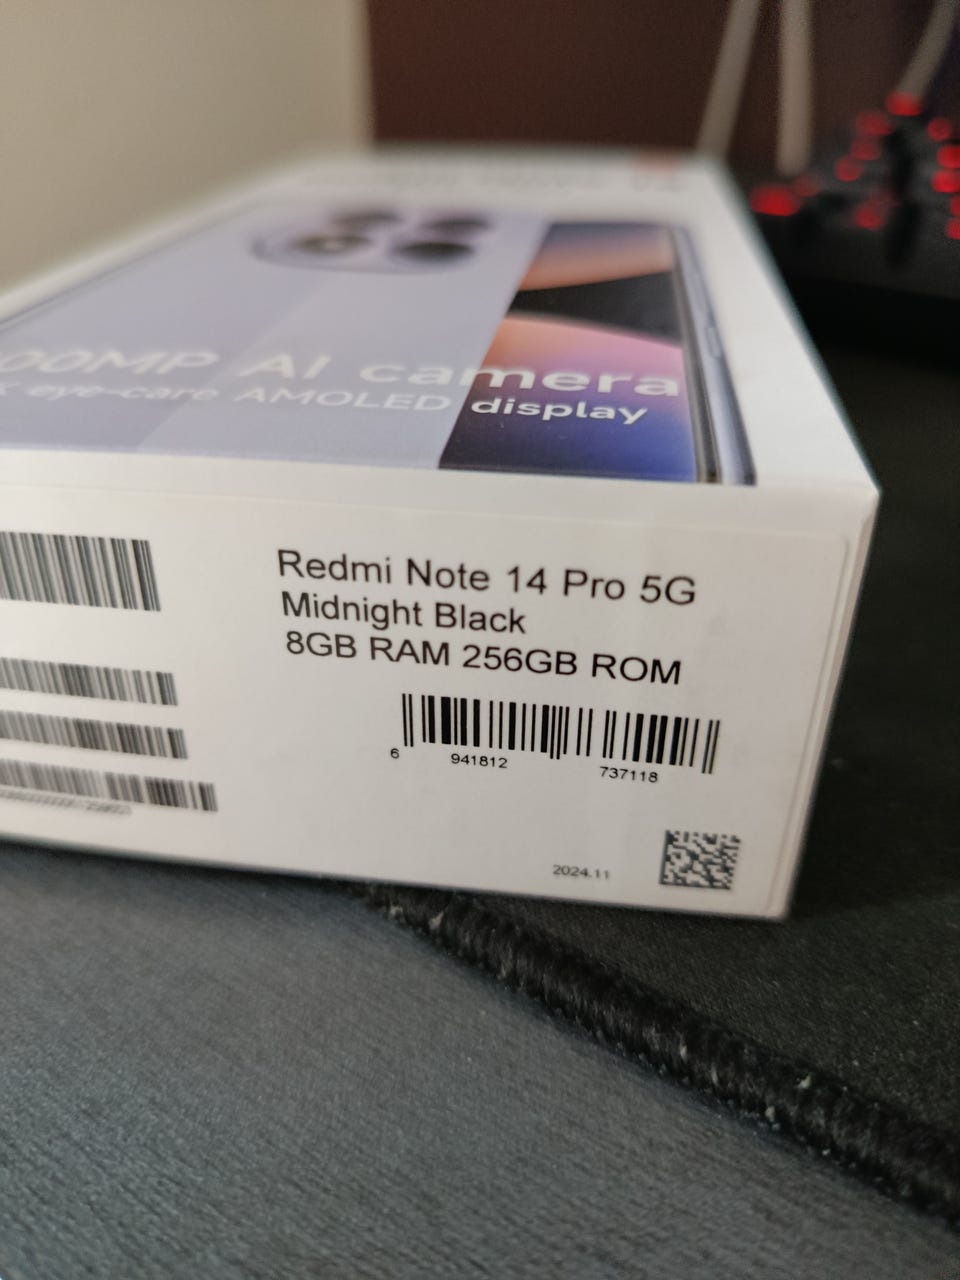 AI camera
eye-care AMOLED display
Redmi Note 14 Pro 5G
Midnight Black
8GB RAM 256GB ROM
6 941812 737118
2024.11